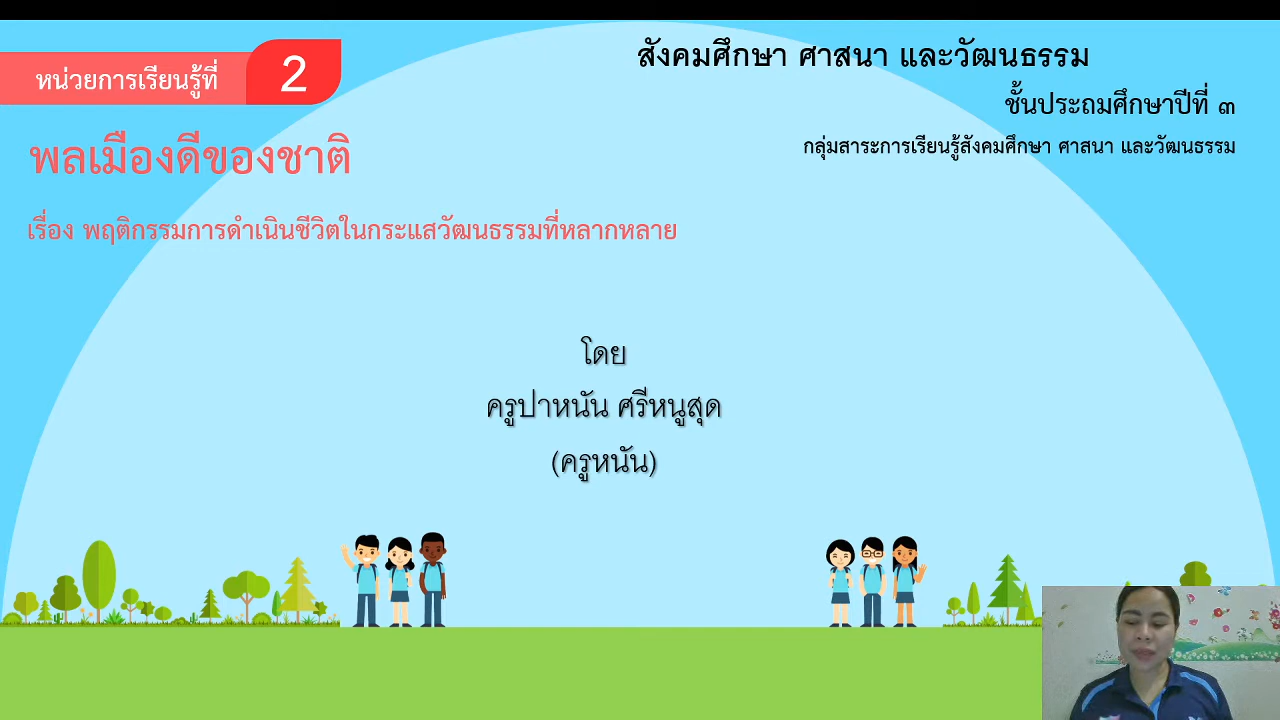 หน่วยการเรียนรู้ที่ 2
สังคมศึกษา ศาสนา และวัฒนธรรม
ชั้นประถมศึกษาปีที่ ๓
กลุ่มสาระการเรียนรู้สังคมศึกษา ศาสนา และวัฒนธรรม
พลเมืองดีของชาติ
เรื่อง พฤติกรรมการดำเนินชีวิตในกระแสวัฒนธรรมที่หลากหลาย
โดย
ครูปาหนัน ศรีหนูสุด
(ครูหนัน)